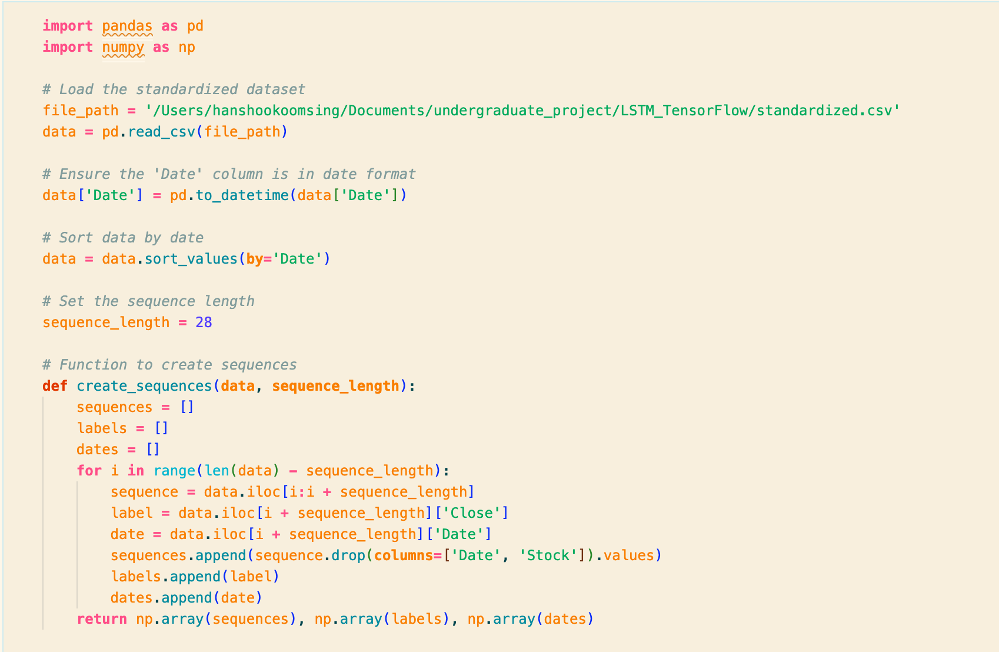 import pandas as pd
import numpy as np
# Load the standardized dataset
file_path = '/Users/hanshookoomsing/Documents/undergraduate_project/LSTM_TensorFlow/standardized.csv'
data = pd.read_csv(file_path)
# Ensure the 'Date' column is in date format
data['Date'] = pd.to_datetime(data['Date'])
# Sort data by date
data = data.sort_values(by='Date')
# Set the sequence length
sequence_length = 28
# Function to create sequences
def create_sequences(data, sequence_length):
    sequences = []
    labels = []
    dates = []
    for i in range(len(data) - sequence_length):
        sequence = data.iloc[i:i + sequence_length]
        label = data.iloc[i + sequence_length]['Close']
        date = data.iloc[i + sequence_length]['Date']
        sequences.append(sequence.drop(columns=['Date', 'Stock']).values)
        labels.append(label)
        dates.append(date)
    return np.array(sequences), np.array(labels), np.array(dates)